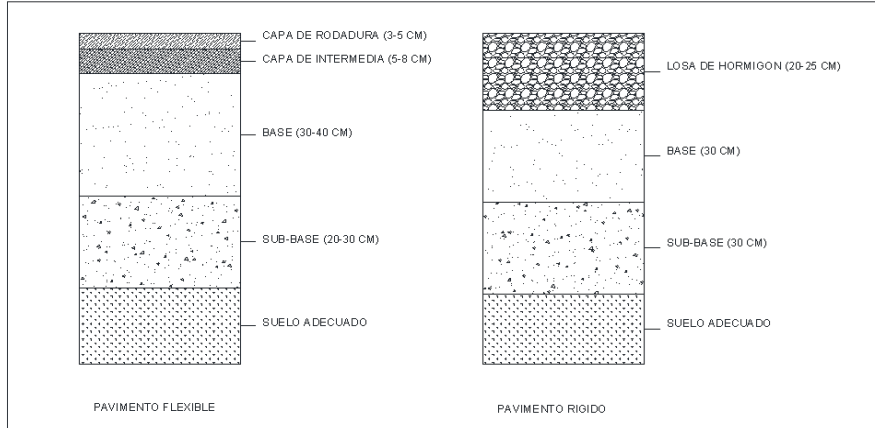 CAPA DE RODADURA (3-5 CM)
CAPA DE INTERMEDIA (5-8 CM)
BASE (30-40 CM)
SUB-BASE (20-30 CM)
SUELO ADECUADO
PAVIMENTO FLEXIBLE
LOSA DE HORMIGON (20-25 CM)
BASE (30 CM)
SUB-BASE (30 CM)
SUELO ADECUADO
PAVIMENTO RIGIDO